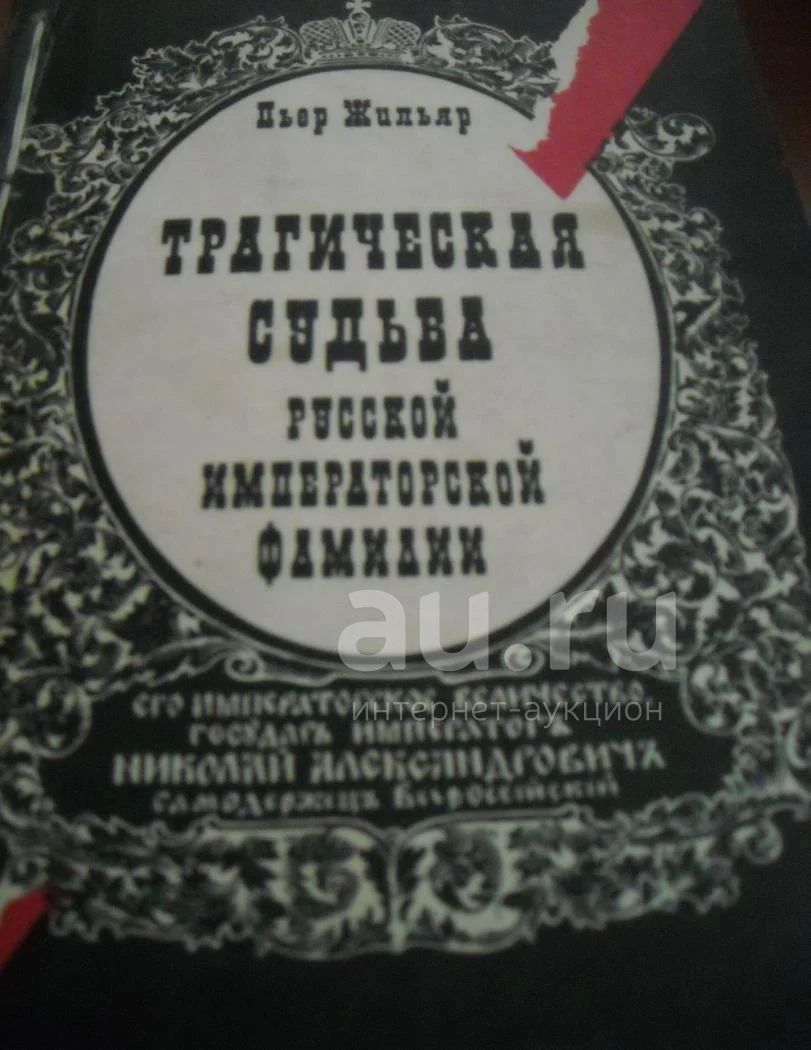 Пьер Жильяр
ТРАГИЧЕСКАЯ
СУДЬБА
РУССКОЙ
ИМПЕРАТОРСКОЙ
ФАМИЛИИ
au.ru
интернет-аукцион
ЕГО ИМПЕРАТОРСКОЕ ВЕЛИЧЕСТВО,
ГОСУДАРЬ ИМПЕРАТОРЪ
НИКОЛАЙ АЛЕКСАНДРОВИЧЪ
САМОДЕРЖЕЦЪ ВСЕРОССІЙСКІЙ